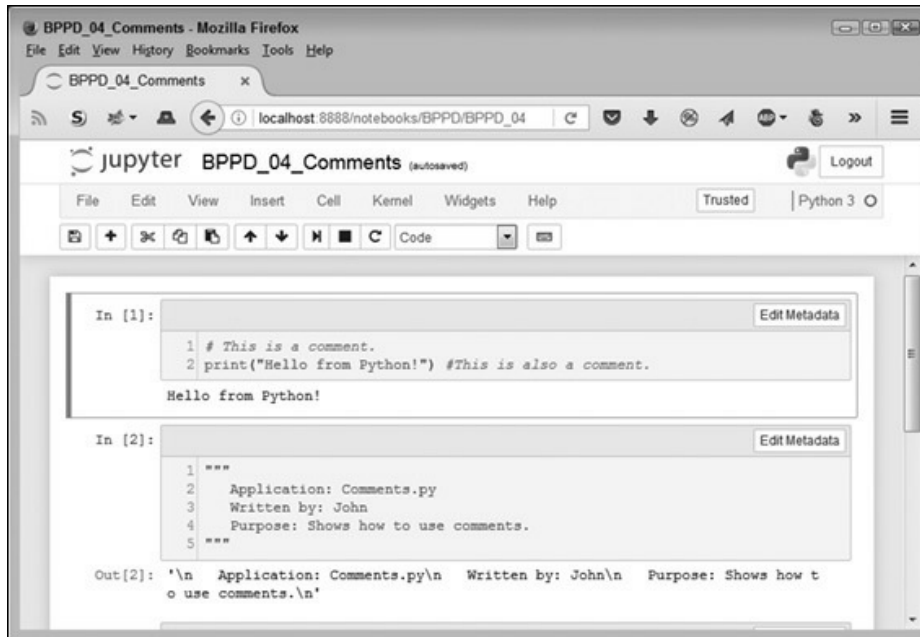 BPPD_04_Comments - Mozilla Firefox
File Edit View History Bookmarks Tools Help
BPPD_04_Comments ×
localhost:8888/notebooks/BPPD/BPPD_04
jupyter BPPD_04_Comments (autosaved) Logout
File Edit View Insert Cell Kernel Widgets Help Trusted Python 3
Code
In [1]: Edit Metadata
1 # This is a comment.
2 print("Hello from Python!") #This is also a comment.
Hello from Python!
In [2]: Edit Metadata
1 """
2    Application: Comments.py
3    Written by: John
4    Purpose: Shows how to use comments.
5 """
Out[2]: '\n   Application: Comments.py\n   Written by: John\n   Purpose: Shows how t
o use comments.\n'